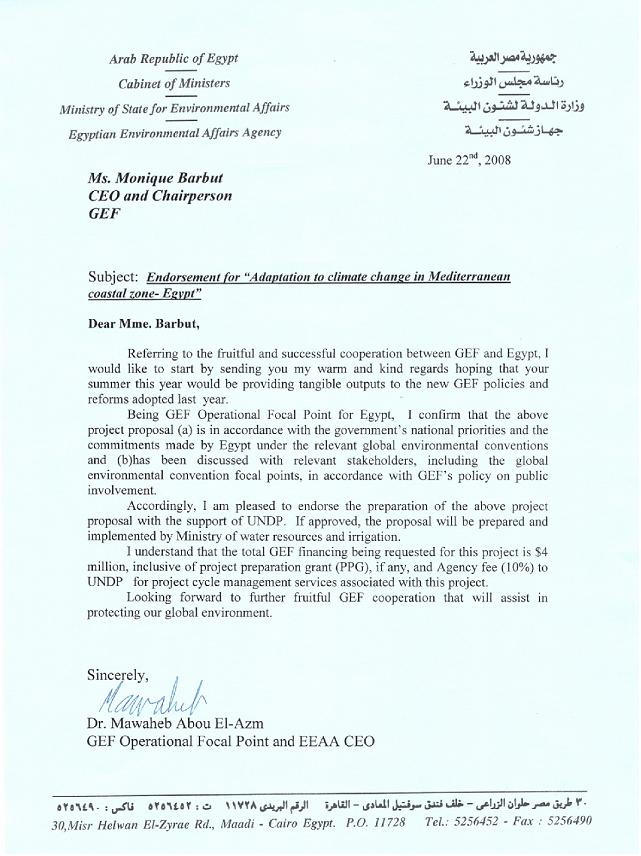 Arab Republic of Egypt
Cabinet of Ministers
Ministry of State for Environmental Affairs
Egyptian Environmental Affairs Agency
جمهورية مصر العربية
رئاسة مجلس الوزراء
وزارة الدولة لشئون البيئة
جهاز شئون البيئة
June 22nd, 2008
Ms. Monique Barbut
CEO and Chairperson
GEF
Subject: Endorsement for “Adaptation to climate change in Mediterranean
coastal zone- Egypt”
Dear Mme. Barbut,
Referring to the fruitful and successful cooperation between GEF and Egypt, I
would like to start by sending you my warm and kind regards hoping that your
summer this year would be providing tangible outputs to the new GEF policies and
reforms adopted last year.
Being GEF Operational Focal Point for Egypt, I confirm that the above
project proposal (a) is in accordance with the government’s national priorities and the
commitments made by Egypt under the relevant global environmental conventions
and (b)has been discussed with relevant stakeholders, including the global
environmental convention focal points, in accordance with GEF’s policy on public
involvement.
Accordingly, I am pleased to endorse the preparation of the above project
proposal with the support of UNDP. If approved, the proposal will be prepared and
implemented by Ministry of water resources and irrigation.
I understand that the total GEF financing being requested for this project is $4
million, inclusive of project preparation grant (PPG), if any, and Agency fee (10%) to
UNDP for project cycle management services associated with this project.
Looking forward to further fruitful GEF cooperation that will assist in
protecting our global environment.
Sincerely,
Mawaheb
Dr. Mawaheb Abou El-Azm
GEF Operational Focal Point and EEAA CEO
٣٠ طريق مصر حلوان الزراعى - خلف فندق سوفتيل المعادى - القاهرة الرقم البريدى ١١٧٢٨ ت : ٥٢٥٦٤٥٢ فاكس : ٥٢٥٦٤٩٠
30,Misr Helwan El-Zyrae Rd., Maadi - Cairo Egypt. P.O. 11728 Tel.: 5256452 - Fax : 5256490